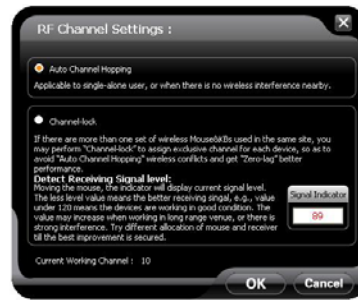 RF Channel Settings :
Auto Channel Hopping
Applicable to single-alone user, or when there is no wireless interference nearby.
Channel-lock
If there are more than one set of wireless Mouse&KBs used in the same site, you
may perform "Channel-lock" to assign exclusive channel for each device, so as to
avoid "Auto Channel Hopping" wireless conflicts and get "Zero-lag" better
performance.
Detect Receiving Signal level:
Moving the mouse, the indicator will display current signal level.
The less level value means the better receiving singal, e.g., value
under 120 means the devices are working in good condition. The
value may increase when working in long range venue, or there is
strong interference. Try different allocation of mouse and receiver
till the best improvement is secured.
Signal Indicator
89
Current Working Channel : 10
OK
Cancel